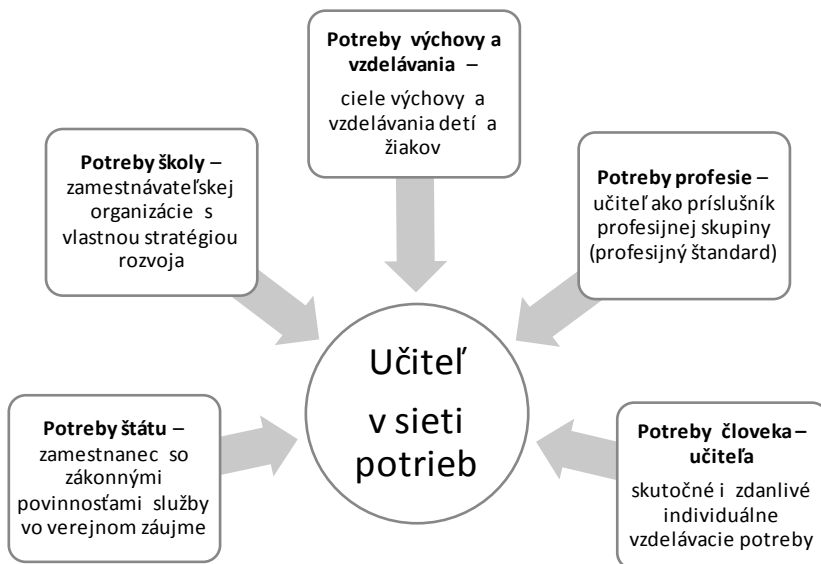 Potreby výchovy a
vzdelávania –
ciele výchovy a
vzdelávania detí a
žiakov
Potreby školy –
zamestnávateľskej
organizácie s
vlastnou stratégiou
rozvoja
Potreby profesie –
učiteľ ako príslušník
profesijnej skupiny
(profesijný štandard)
Učiteľ
v sieti
potrieb
Potreby štátu –
zamestnanec so
zákonnými
povinnosťami služby
vo verejnom záujme
Potreby človeka –
učiteľa
skutočné i zdanlivé
individuálne
vzdelávacie potreby